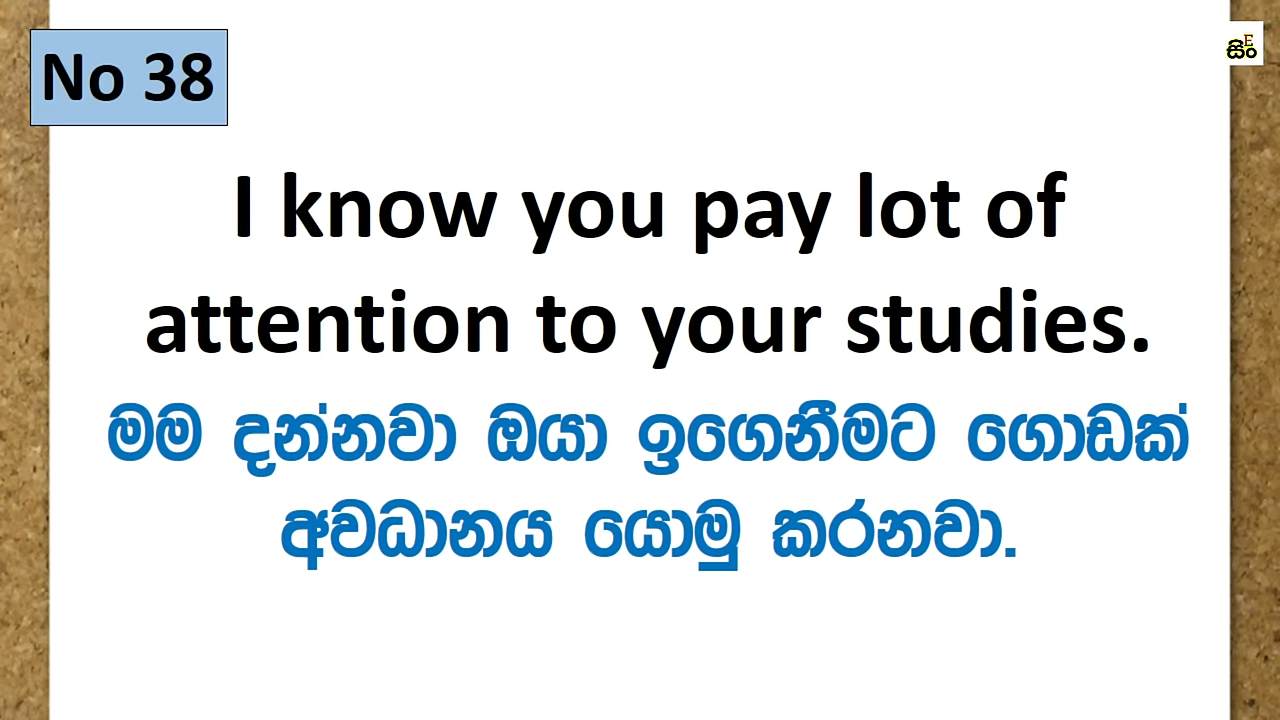 No 38
සිං
E
I know you pay lot of
attention to your studies.
මම දන්නවා ඔයා ඉගෙනීමට ගොඩක්
අවධානය යොමු කරනවා.